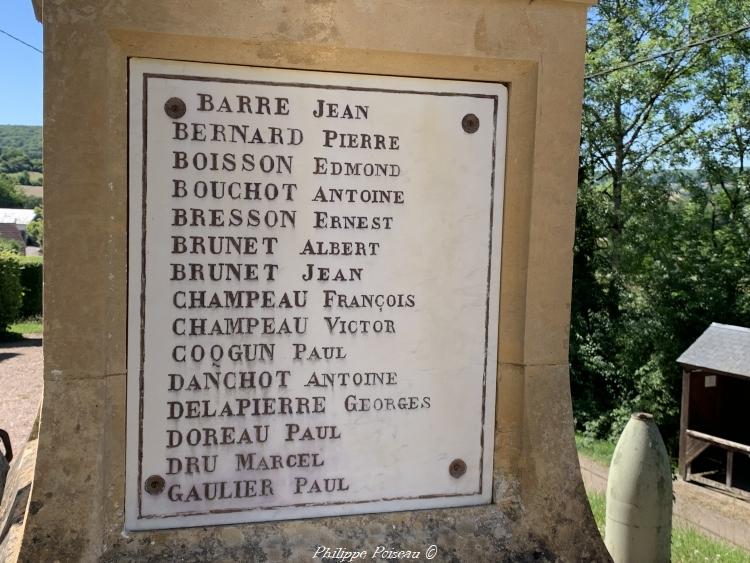 BARRE JEAN
BERNARD PIERRE
BOISSON EDMOND
BOUCHOT ANTOINE
BRESSON ERNEST
BRUNET ALBERT
BRUNET JEAN
CHAMPEAU FRANÇOIS
CHAMPEAU VICTOR
COQGUN PAUL
DANCHOT ANTOINE
DELAPIERRE GEORGES
DOREAU PAUL
DRU MARCEL
GAULIER PAUL
Philippe Poiseau ©